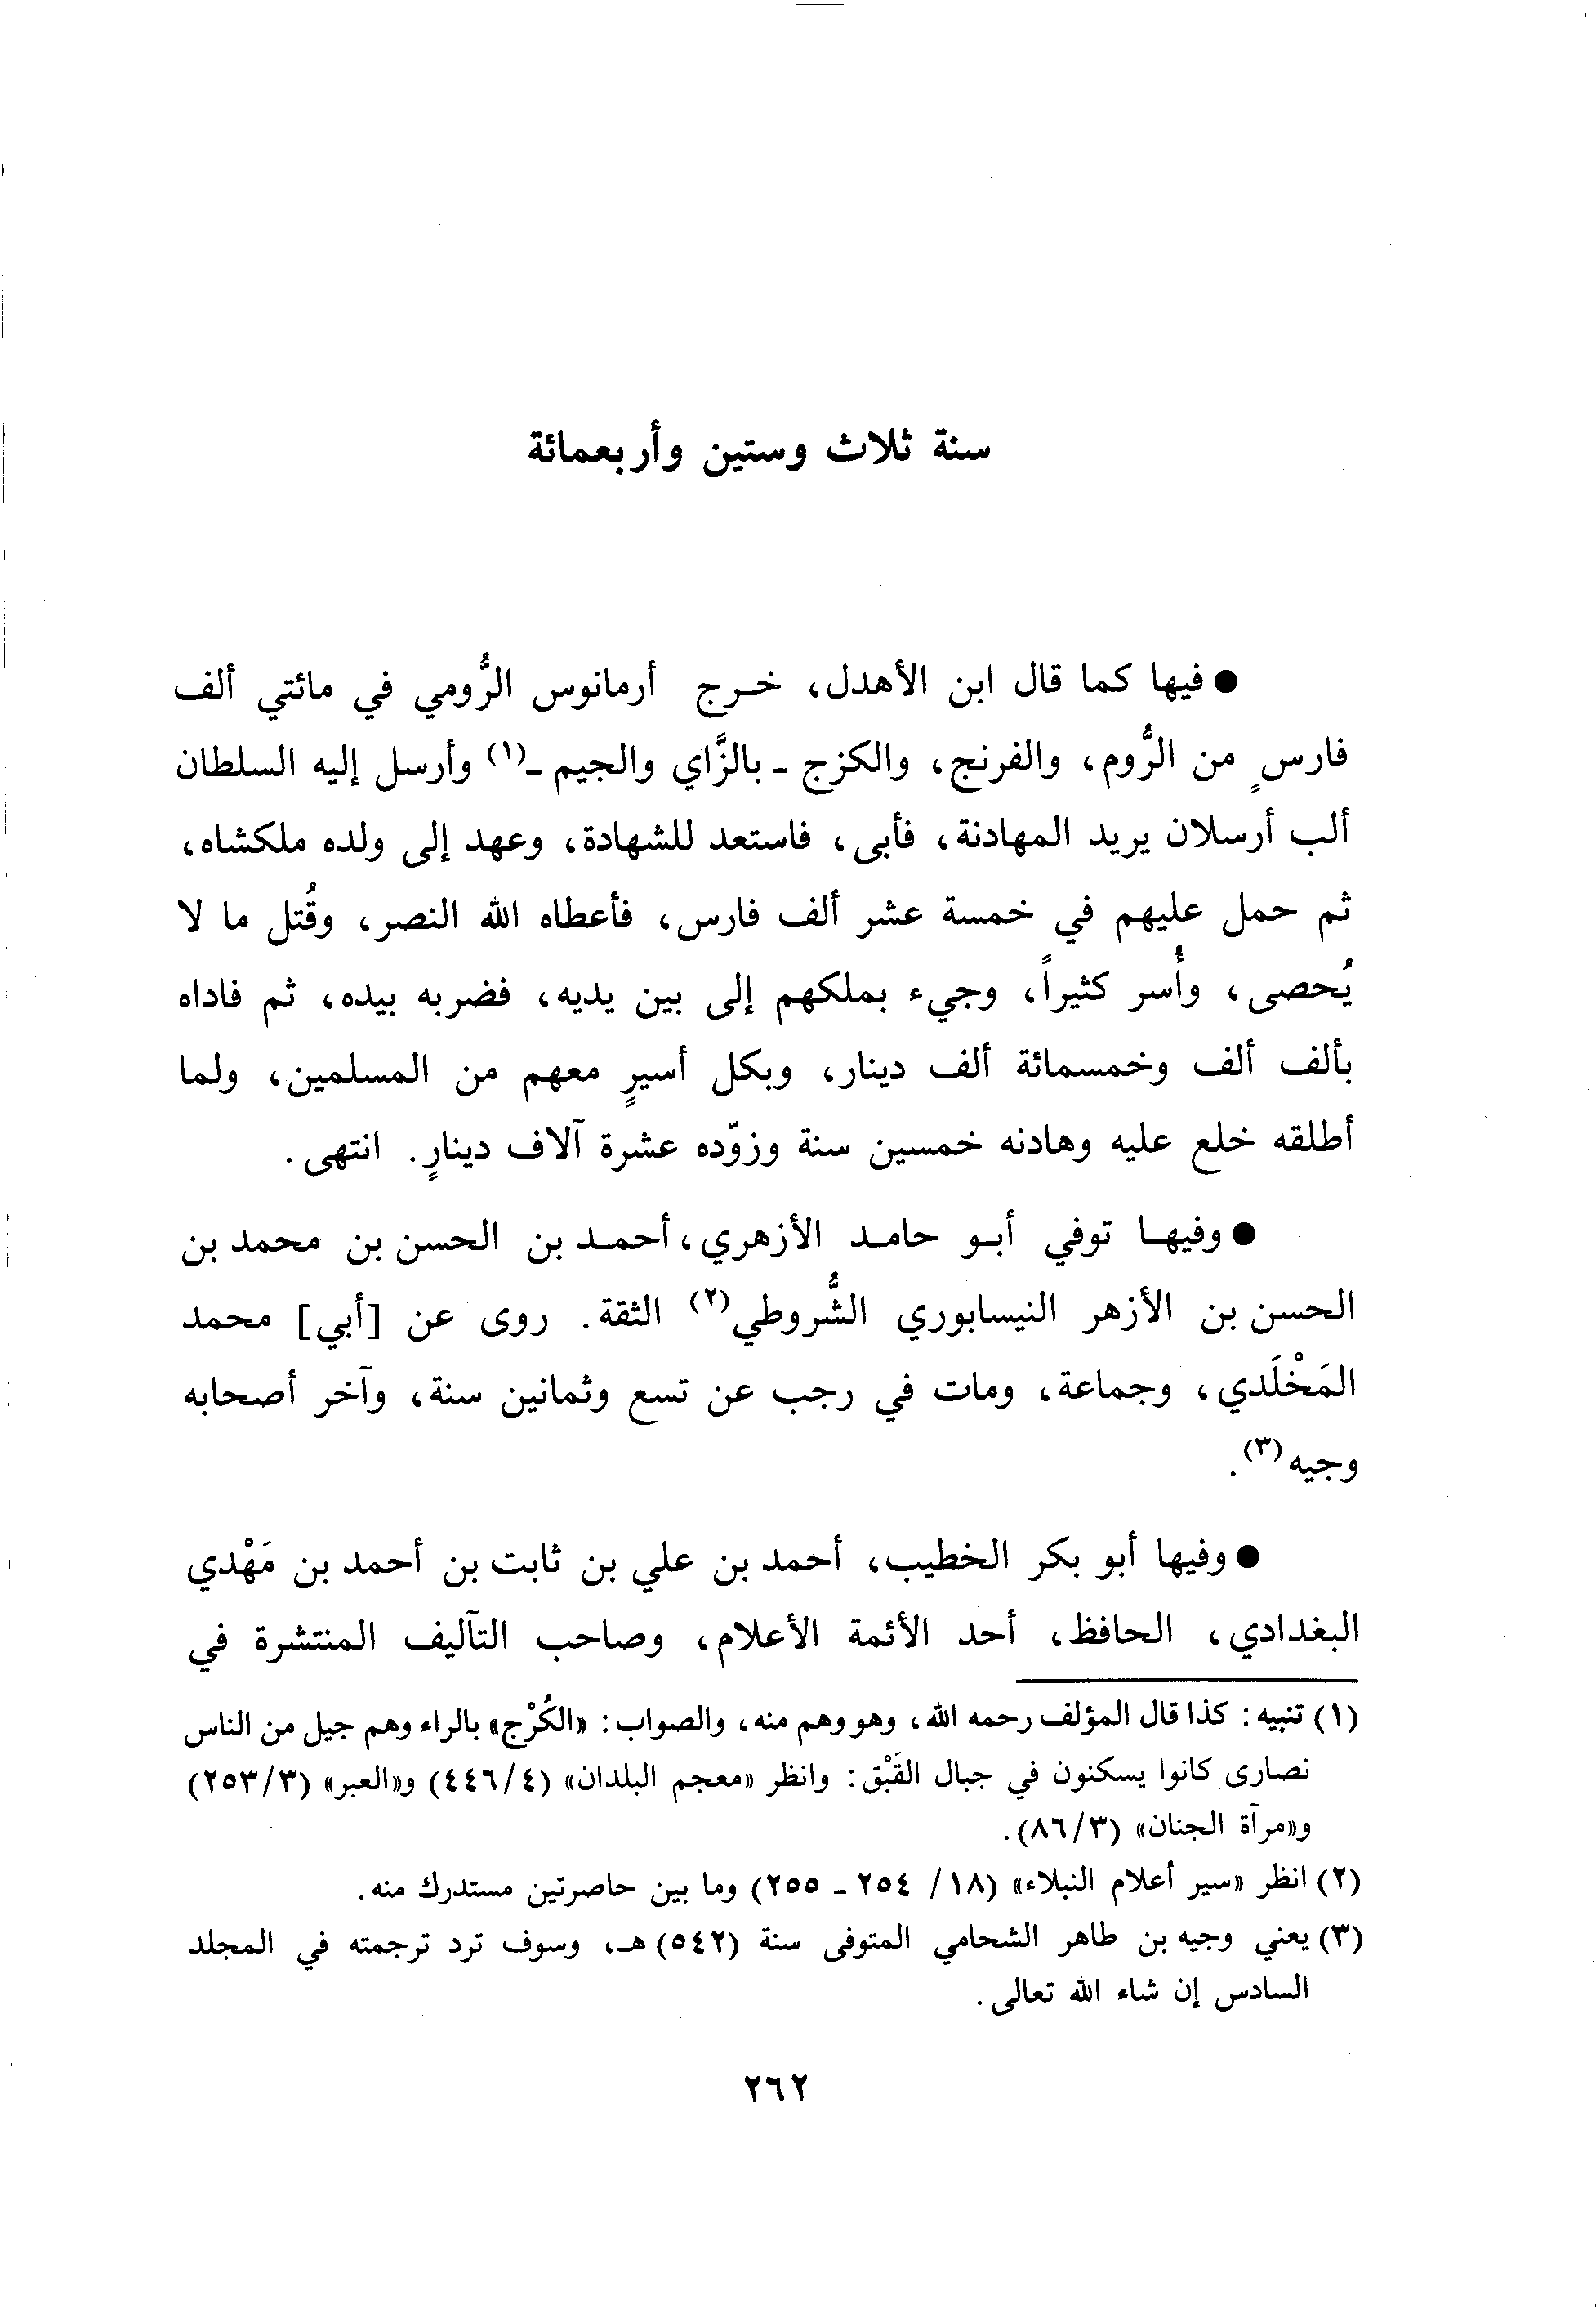 سنة ثلاث وستين وأربعمائة
● فيها كما قال ابن الأهدل، خرج أرمانوس الرُّومي في مائتي ألف
فارسٍ من الرُّوم، والفرنج، والكزج ـ بالزَّاي والجيم ـ(١) وأرسل إليه السلطان
ألب أرسلان يريد المهادنة، فأبى، فاستعد للشهادة، وعهد إلى ولده ملكشاه،
ثم حمل عليهم في خمسة عشر ألف فارس، فأعطاه الله النصر، وقُتل ما لا
يُحصى، وأُسر كثيراً، وجيء بملكهم إلى بين يديه، فضربه بيده، ثم فاداه
بألف ألف وخمسمائة ألف دينار، وبكل أسيرٍ معهم من المسلمين، ولما
أطلقه خلع عليه وهادنه خمسين سنة وزوّده عشرة آلاف دينارٍ. انتهى.
● وفيها توفي أبو حامد الأزهري، أحمد بن الحسن بن محمد بن
الحسن بن الأزهر النيسابوري الشُّروطي(٢) الثقة. روى عن [أبي] محمد
المَخْلَدي، وجماعة، ومات في رجب عن تسع وثمانين سنة، وآخر أصحابه
وجيه(٣).
● وفيها أبو بكر الخطيب، أحمد بن علي بن ثابت بن أحمد بن مَهْدي
البغدادي، الحافظ، أحد الأئمة الأعلام، وصاحب التآليف المنتشرة في
(١) تنبيه: كذا قال المؤلف رحمه الله، وهو وهم منه، والصواب: «الكُرْج» بالراء وهم جيل من الناس
نصارى كانوا يسكنون في جبال القَبْق: وانظر «معجم البلدان» (٤/٤٤٦) و«العبر» (٣/٢٥٣)
و«مرآة الجنان» (٣/٨٦).
(٢) انظر «سير أعلام النبلاء» (١٨/ ٢٥٤ ـ ٢٥٥) وما بين حاصرتين مستدرك منه.
(٣) يعني وجيه بن طاهر الشحامي المتوفى سنة (٥٤٢) هـ، وسوف ترد ترجمته في المجلد
السادس إن شاء الله تعالى.
٢٦٢